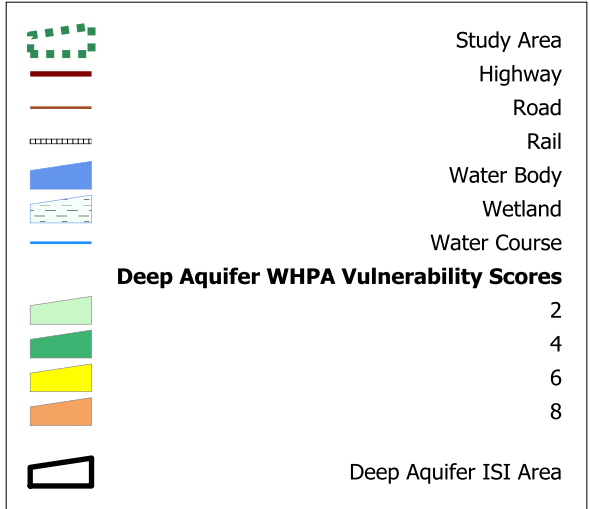 Study Area
Highway
Road
Rail
Water Body
Wetland
Water Course
Deep Aquifer WHPA Vulnerability Scores
2
4
6
8
Deep Aquifer ISI Area